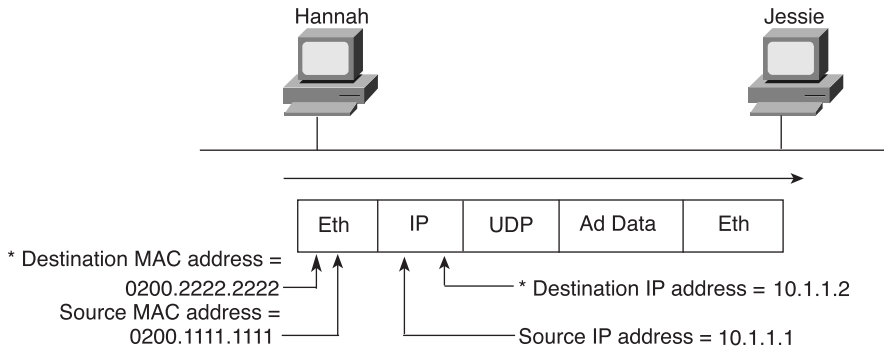 Hannah
Jessie
Eth
IP
UDP
Ad Data
Eth
* Destination MAC address =
0200.2222.2222
* Destination IP address = 10.1.1.2
Source MAC address =
0200.1111.1111
Source IP address = 10.1.1.1